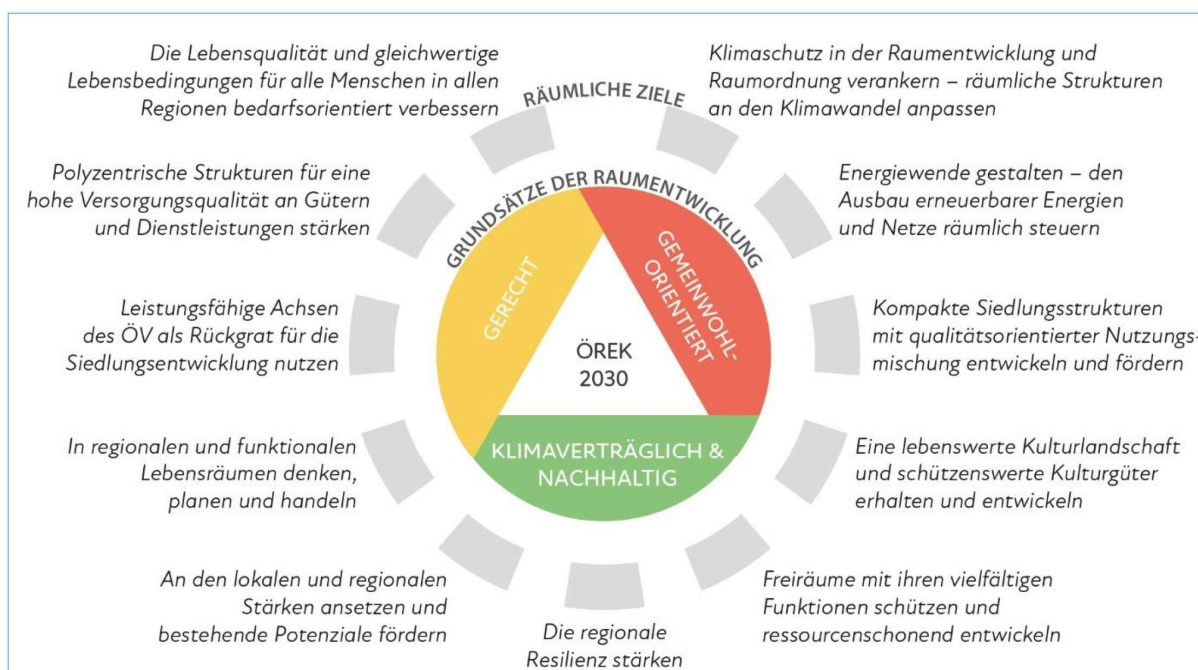 Die Lebensqualität und gleichwertige
Lebensbedingungen für alle Menschen in allen
Regionen bedarfsorientiert verbessern
Polyzentrische Strukturen für eine
hohe Versorgungsqualität an Gütern
und Dienstleistungen stärken
Leistungsfähige Achsen
des ÖV als Rückgrat für die
Siedlungsentwicklung nutzen
In regionalen und funktionalen
Lebensräumen denken,
planen und handeln
An den lokalen und regionalen
Stärken ansetzen und
bestehende Potenziale fördern
RÄUMLICHE ZIELE
GRUNDSÄTZE DER RAUMENTWICKLUNG
GERECHT
GEMEINWOHL-
ORIENTIERT
ÖREK
2030
KLIMAVERTRÄGLICH &
NACHHALTIG
Die regionale
Resilienz stärken
Klimaschutz in der Raumentwicklung und
Raumordnung verankern – räumliche Strukturen
an den Klimawandel anpassen
Energiewende gestalten – den
Ausbau erneuerbarer Energien
und Netze räumlich steuern
Kompakte Siedlungsstrukturen
mit qualitätsorientierter Nutzungs-
mischung entwickeln und fördern
Eine lebenswerte Kulturlandschaft
und schützenswerte Kulturgüter
erhalten und entwickeln
Freiräume mit ihren vielfältigen
Funktionen schützen und
ressourcenschonend entwickeln